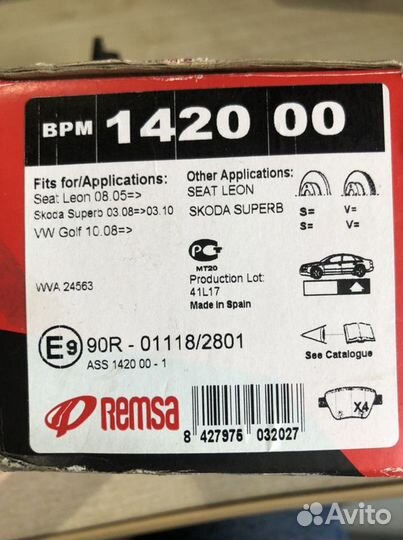 BPM 1420 00
Fits for/Applications:
Seat Leon 08.05=>
Skoda Superb 03.08=>03.10
VW Golf 10.08=>
WVA 24563
Other Applications:
SEAT LEON
SKODA SUPERB
S= V=
S= V=
PC
MT20
Production Lot:
41L17
Made in Spain
See Catalogue
E9 90R - 01118/2801
ASS 1420 00 - 1
REMSA
8 427976 032027
X4
Avito